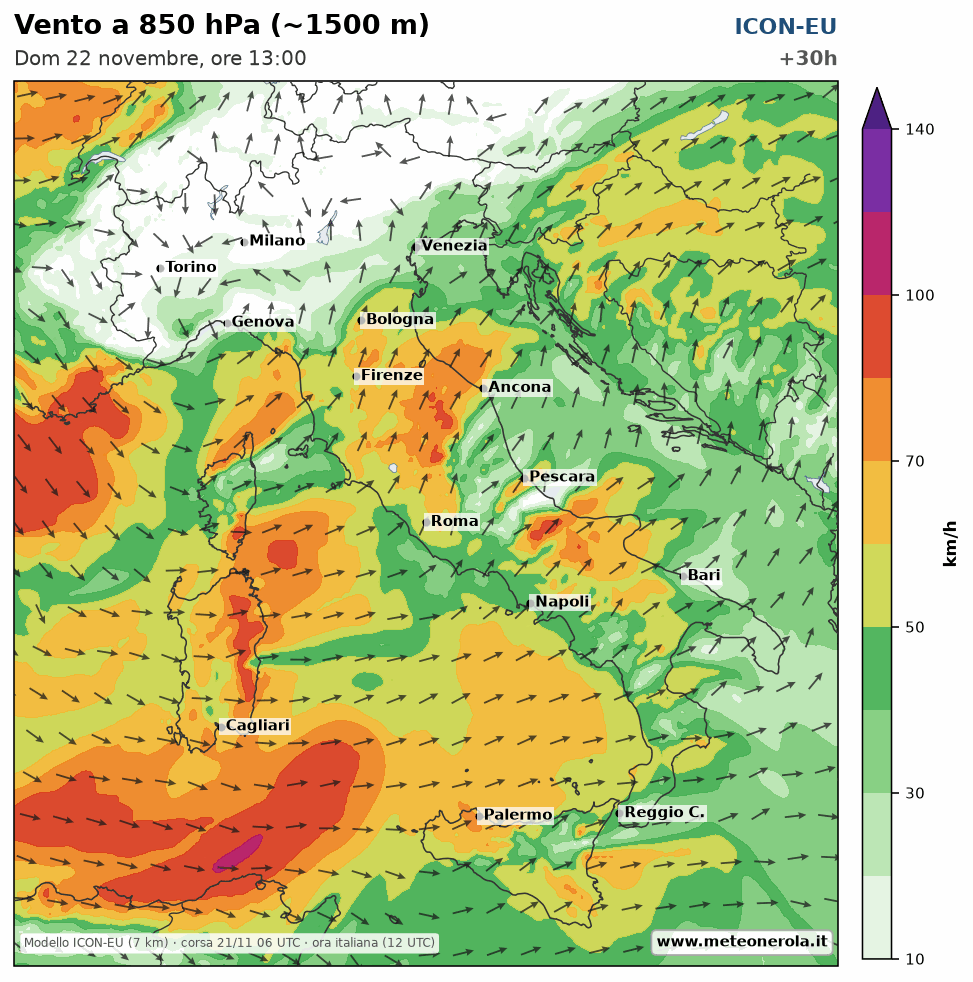 Vento a 850 hPa (~1500 m)
ICON-EU
Dom 22 novembre, ore 13:00
+30h
140
100
70
50
30
10
km/h
Milano
Venezia
Torino
Genova
Bologna
Firenze
Ancona
Pescara
Roma
Bari
Napoli
Cagliari
Palermo
Reggio C.
Modello ICON-EU (7 km) · corsa 21/11 06 UTC · ora italiana (12 UTC)
www.meteonerola.it